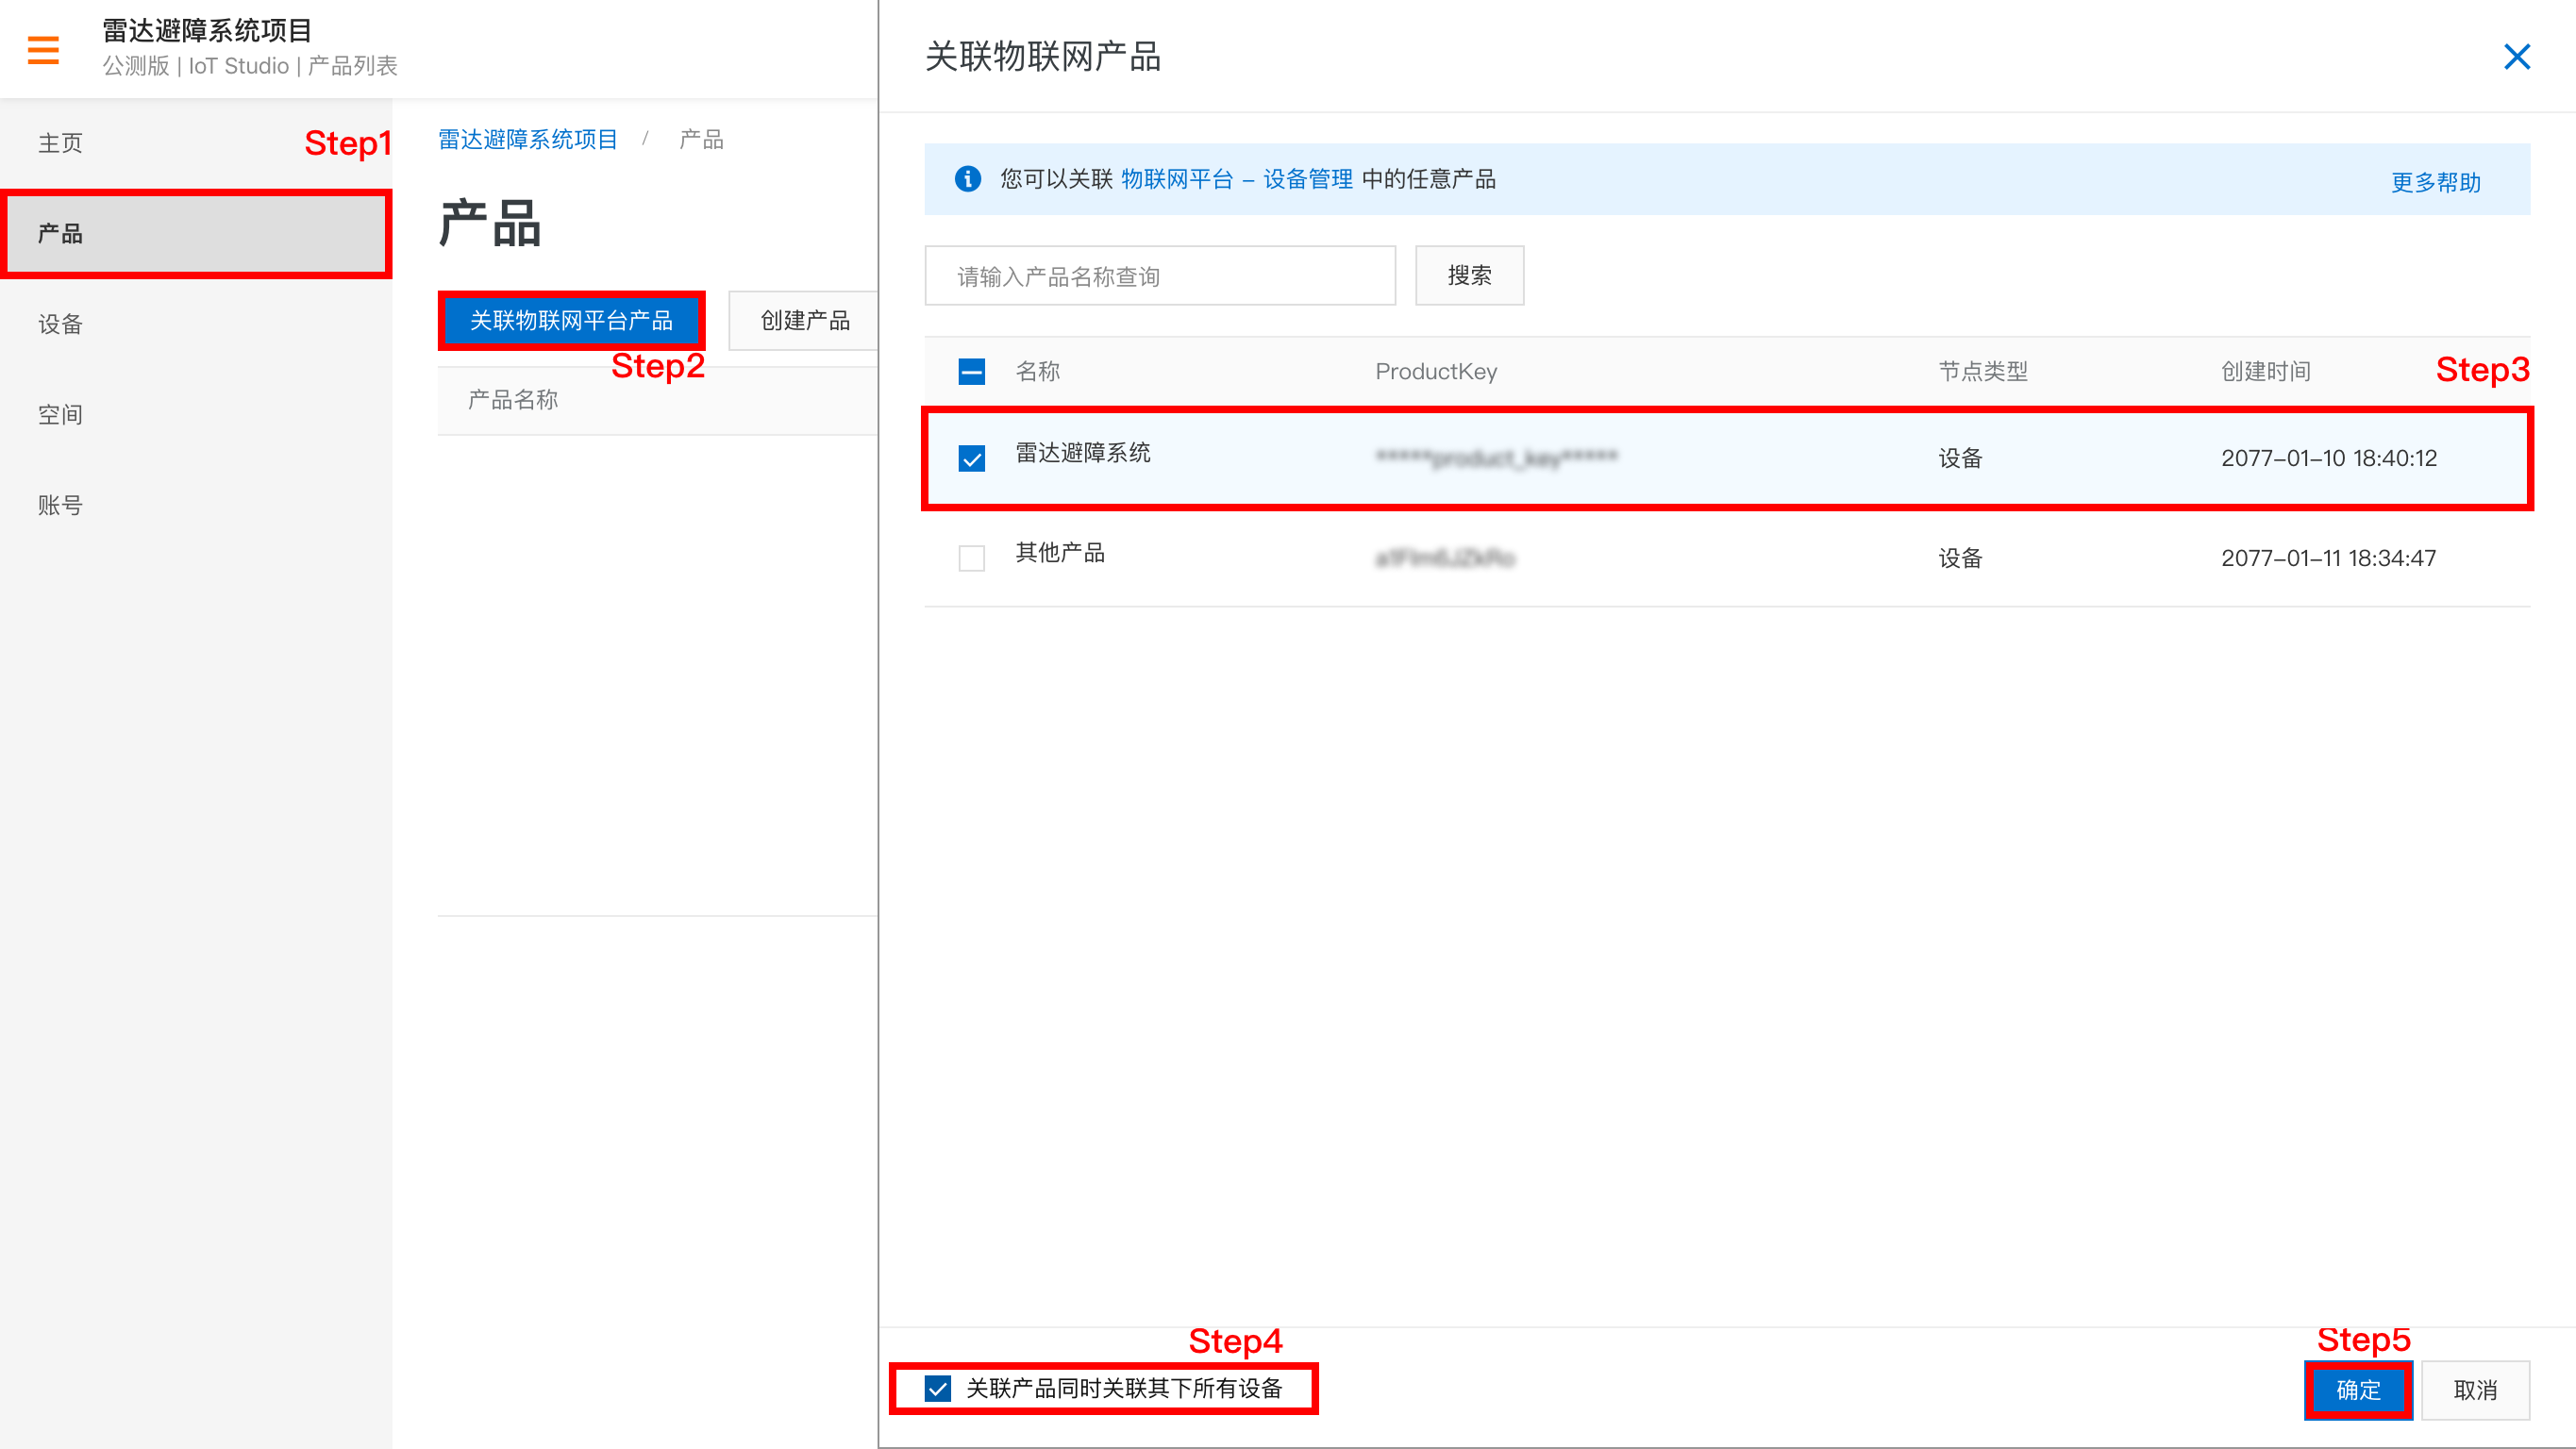 雷达避障系统项目
公测版 | IoT Studio | 产品列表
主页
Step1
产品
设备
空间
账号
雷达避障系统项目 / 产品
产品
关联物联网平台产品
创建产品
Step2
产品名称
关联物联网产品
您可以关联 物联网平台 – 设备管理 中的任意产品
更多帮助
请输入产品名称查询
搜索
名称 ProductKey 节点类型 创建时间
Step3
雷达避障系统 *****product_key***** 设备 2077-01-10 18:40:12
其他产品 设备 2077-01-11 18:34:47
Step4
关联产品同时关联其下所有设备
Step5
确定
取消